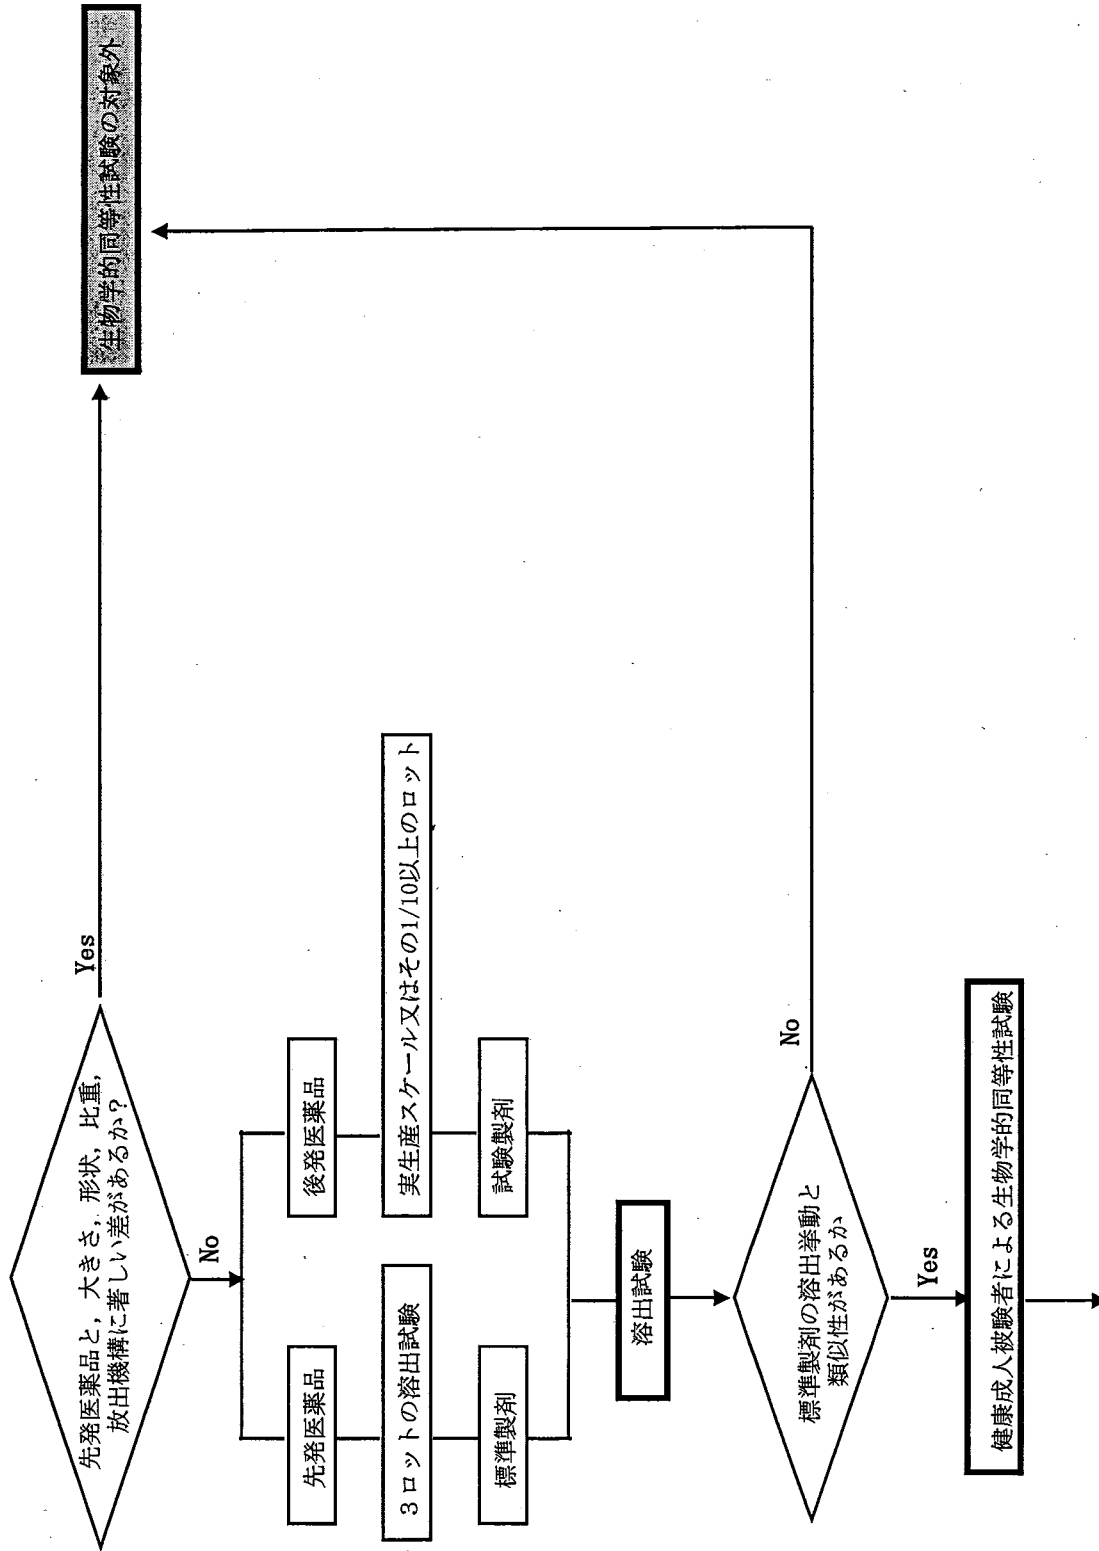 先発医薬品と，大きさ，形状，比重，
放出機構に著しい差があるか？
Yes
生物学的同等性試験の対象外
No
先発医薬品
後発医薬品
3ロットの溶出試験
実生産スケール又はその1/10以上のロット
標準製剤
試験製剤
溶出試験
標準製剤の溶出挙動と
類似性があるか
No
Yes
健康成人被験者による生物学的同等性試験